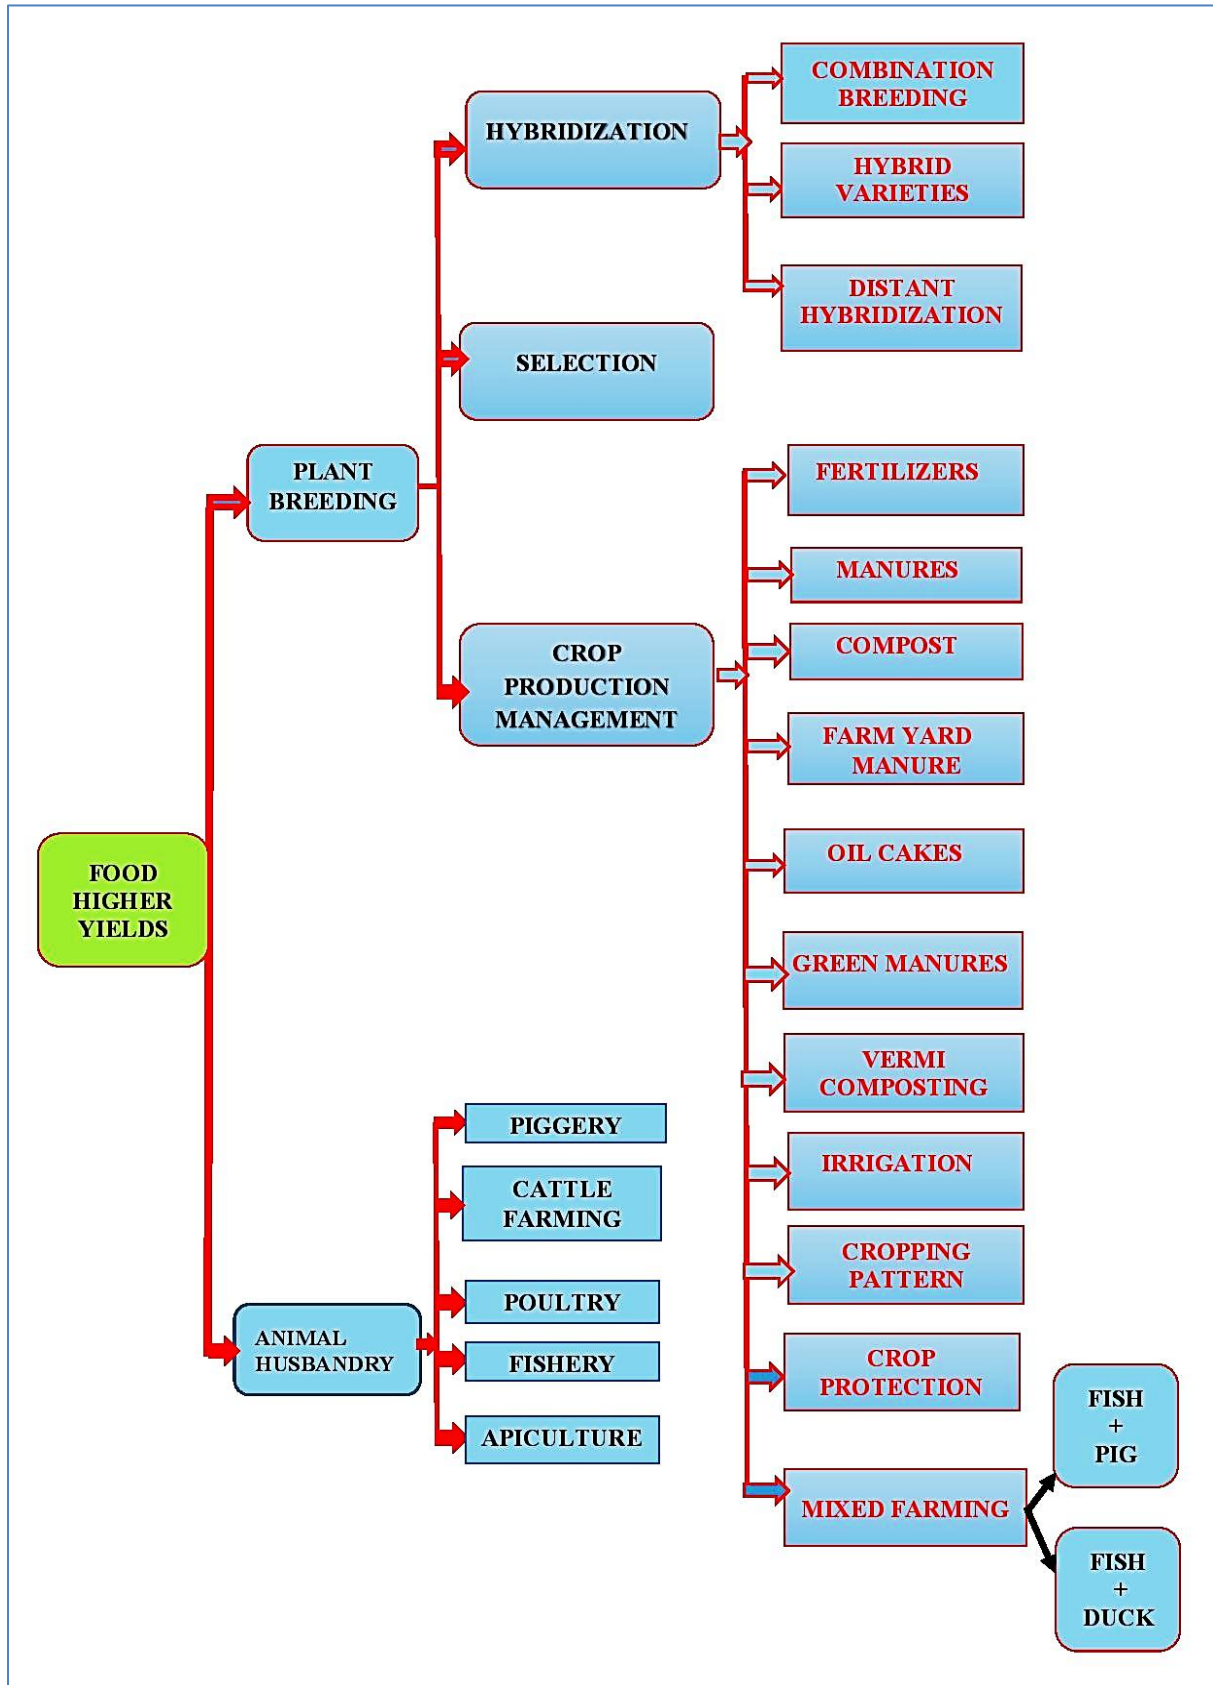 COMBINATION
BREEDING
HYBRIDIZATION
HYBRID
VARIETIES
DISTANT
HYBRIDIZATION
SELECTION
PLANT
BREEDING
FERTILIZERS
MANURES
COMPOST
CROP
PRODUCTION
MANAGEMENT
FARM YARD
MANURE
OIL CAKES
FOOD
HIGHER
YIELDS
GREEN MANURES
VERMI
COMPOSTING
PIGGERY
IRRIGATION
CATTLE
FARMING
CROPPING
PATTERN
POULTRY
ANIMAL
HUSBANDRY
FISHERY
CROP
PROTECTION
APICULTURE
FISH
+
PIG
MIXED FARMING
FISH
+
DUCK